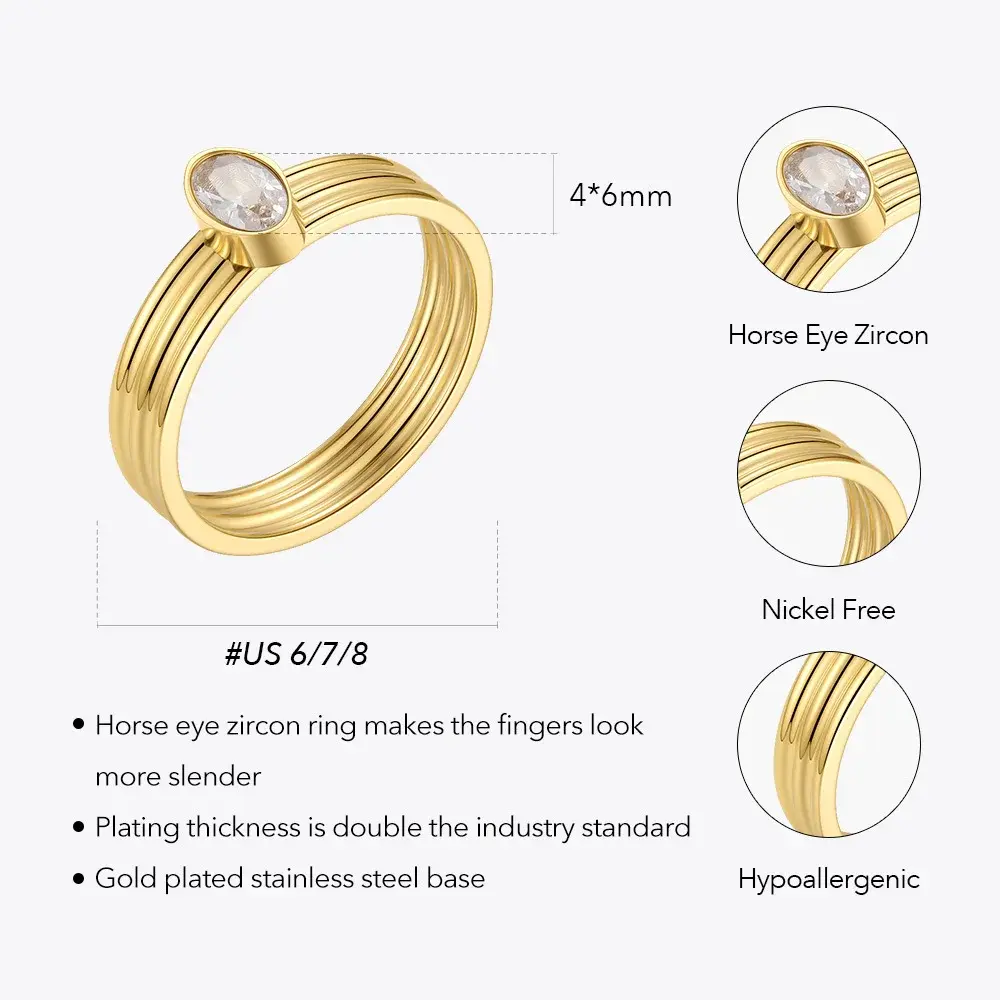 4*6mm
Horse Eye Zircon
Nickel Free
#US 6/7/8
• Horse eye zircon ring makes the fingers look
more slender
• Plating thickness is double the industry standard
• Gold plated stainless steel base
Hypoallergenic